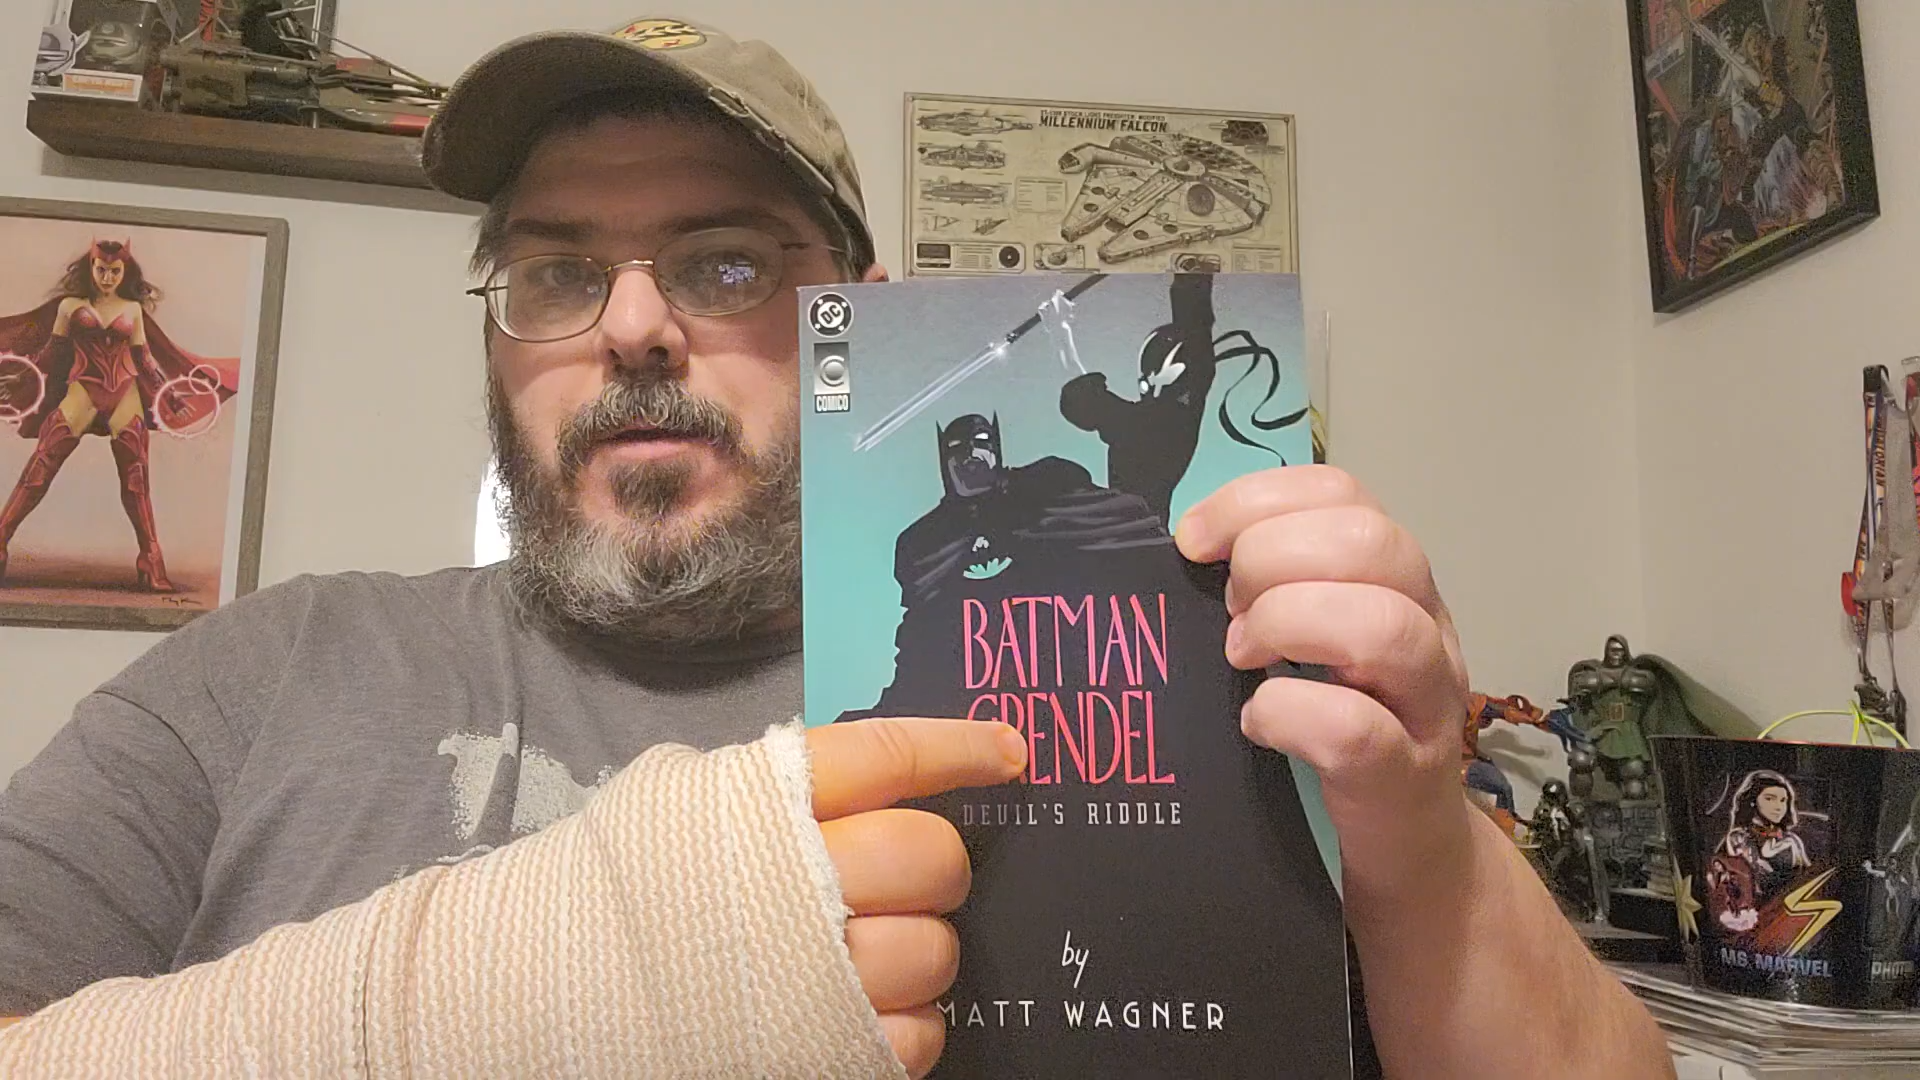 MILLENNIUM FALCON
DC
COMICO
BATMAN
GRENDEL
DEVIL'S RIDDLE
by
MATT WAGNER
MS. MARVEL